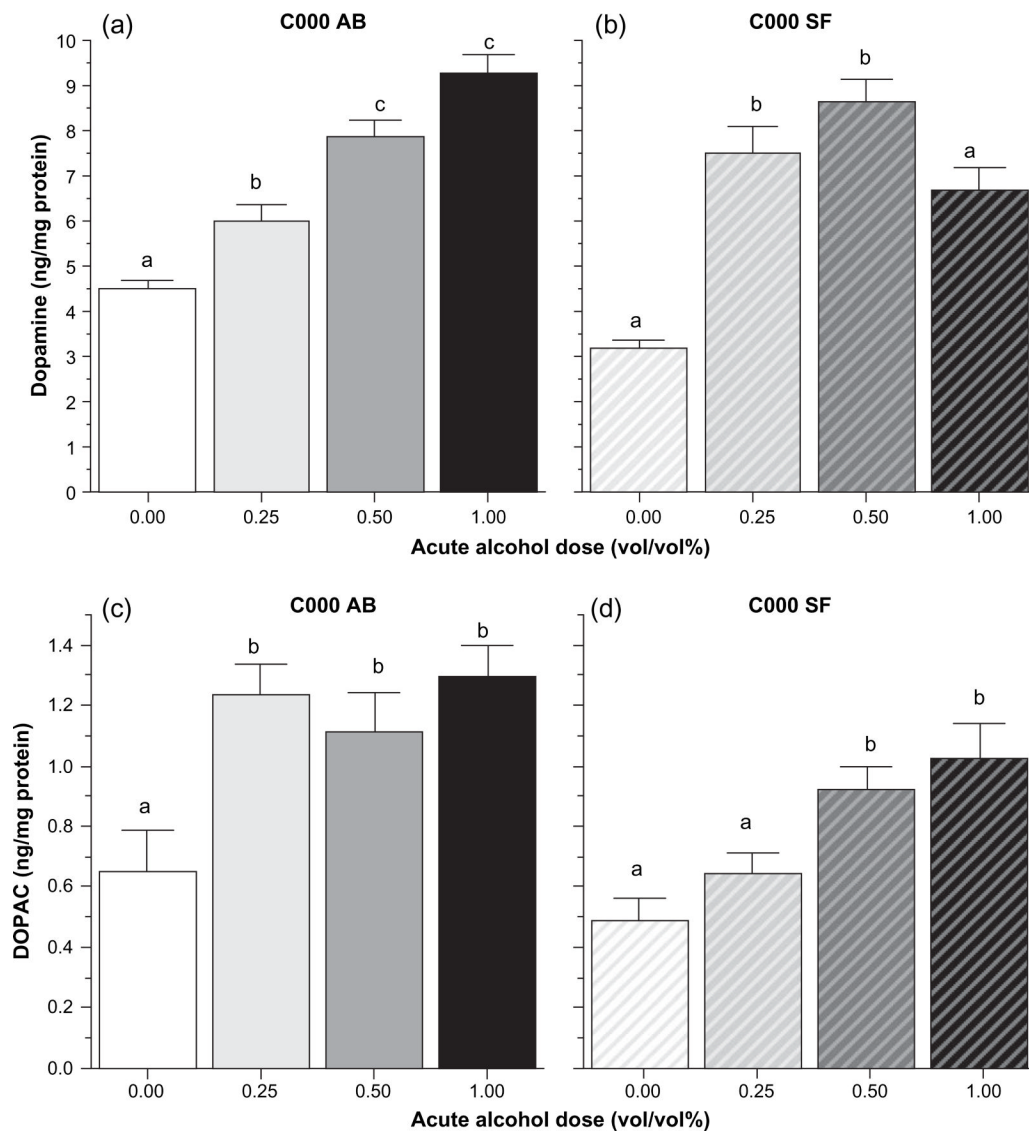 (a) C000 AB
(b) C000 SF
Dopamine (ng/mg protein)
10
9
8
7
6
5
4
3
2
1
0
a
b
c
c
a
b
b
a
0.00 0.25 0.50 1.00
0.00 0.25 0.50 1.00
Acute alcohol dose (vol/vol%)
(c) C000 AB
(d) C000 SF
DOPAC (ng/mg protein)
1.4
1.2
1.0
0.8
0.6
0.4
0.2
0.0
a
b
b
b
a
a
b
b
0.00 0.25 0.50 1.00
0.00 0.25 0.50 1.00
Acute alcohol dose (vol/vol%)